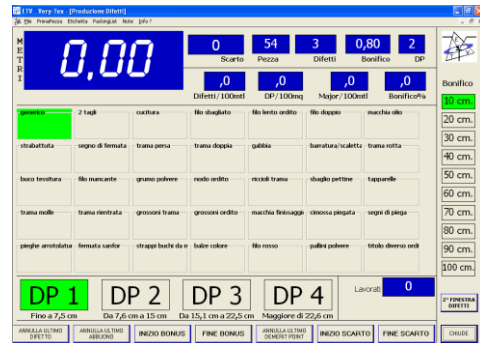 ETV Very Tex - [Produzione Difetti]
File PrimaPezza Etichetta PackingList Note Info ?
METRI
0,00
0 54 3 0,80 2
Scarto Pezza Difetti Bonifico DP
,0 ,0 ,0 ,0
Difetti/100mtl DP/100mq Major/100mtl Bonifico%
Bonifico
10 cm.
20 cm.
30 cm.
40 cm.
50 cm.
60 cm.
70 cm.
80 cm.
90 cm.
100 cm.
generico 2 tagli cucitura filo sbagliato filo lento ordito filo doppio macchia olio
strabattuta segno di fermata trama persa trama doppia gabbia barratura/scaletta trama rotta
buco tessitura filo mancante grumo polvere nodo ordito riccioli trama sbaglio pettine tapparelle
trama molle trama rientrata grossoni trama grossoni ordito macchia finissaggio cimossa piegata segni di piega
pieghe arrotolatur fermata sanfor strappi buchi da m balze colore filo rosso pallini polvere titolo diverso ordi
DP 1 DP 2 DP 3 DP 4
Fino a 7,5 cm Da 7,6 cm a 15 cm Da 15,1 cm a 22,5 cm Maggiore di 22,6 cm
Lavorati 0
2° FINESTRA DIFETTI
ANNULLA ULTIMO DIFETTO
ANNULLA ULTIMO ABBUONO
INIZIO BONUS
FINE BONUS
ANNULLA ULTIMO DEMERIT POINT
INIZIO SCARTO
FINE SCARTO
CHIUDI